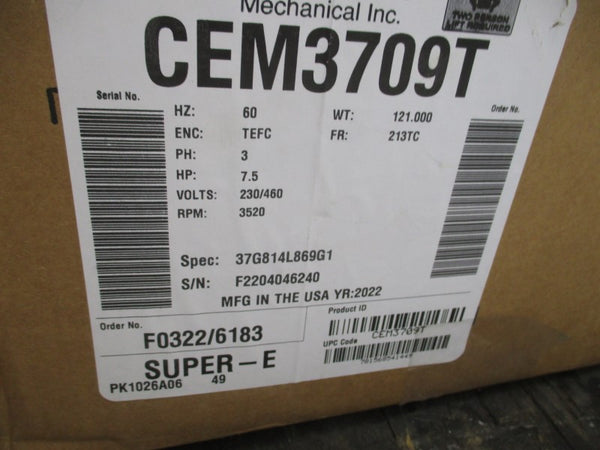 Mechanical Inc.
TWO PERSON
LIFT REQUIRED
CEM3709T
Serial No.
Order No.
HZ: 60 WT: 121.000
ENC: TEFC FR: 213TC
PH: 3
HP: 7.5
VOLTS: 230/460
RPM: 3520
Spec: 37G814L869G1
S/N: F2204046240
MFG IN THE USA YR:2022
Order No.
F0322/6183
Product ID
CEM3709T
UPC Code
SUPER-E
PK1026A06 49